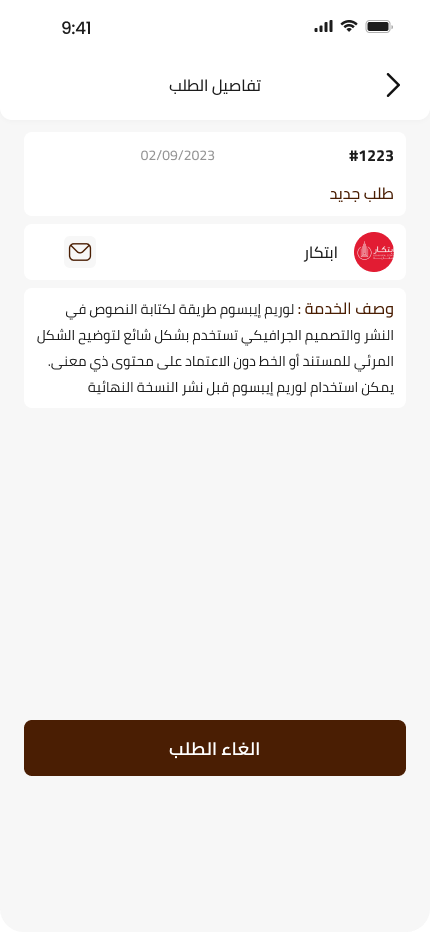 9:41
تفاصيل الطلب
#1223 02/09/2023
طلب جديد
ابتكار
وصف الخدمة : لوريم إيبسوم طريقة لكتابة النصوص في
النشر والتصميم الجرافيكي تستخدم بشكل شائع لتوضيح الشكل
المرئي للمستند أو الخط دون الاعتماد على محتوى ذي معنى.
يمكن استخدام لوريم إيبسوم قبل نشر النسخة النهائية
الغاء الطلب